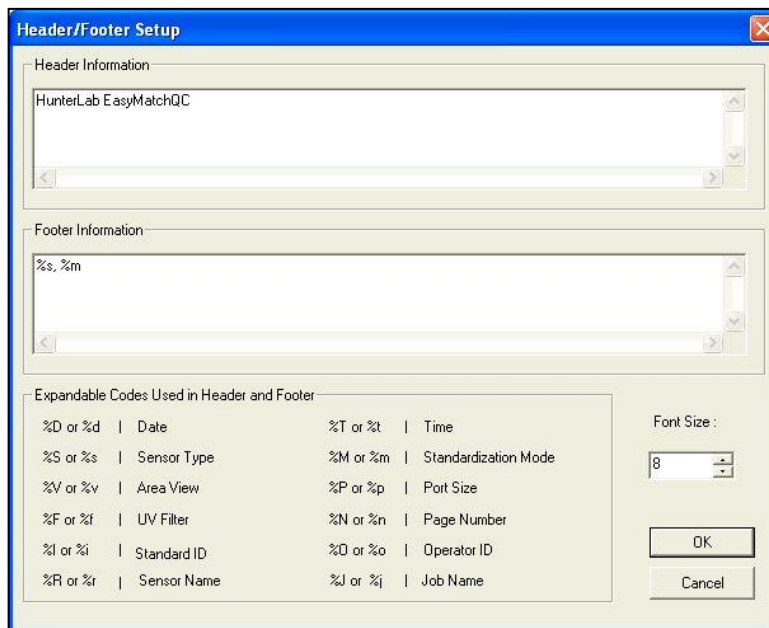 Header/Footer Setup
Header Information
HunterLab EasyMatchQC
Footer Information
%s, %m
Expandable Codes Used in Header and Footer
%D or %d | Date %T or %t | Time
%S or %s | Sensor Type %M or %m | Standardization Mode
%V or %v | Area View %P or %p | Port Size
%F or %f | UV Filter %N or %n | Page Number
%I or %i | Standard ID %O or %o | Operator ID
%R or %r | Sensor Name %J or %j | Job Name
Font Size :
8
OK
Cancel